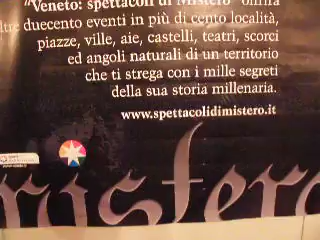 "Veneto: spettacoli di Mistero" offrirà
oltre duecento eventi in più di cento località,
piazze, ville, aie, castelli, teatri, scorci
ed angoli naturali di un territorio
che ti strega con i mille segreti
della sua storia millenaria.
www.spettacolidimistero.it
mistero